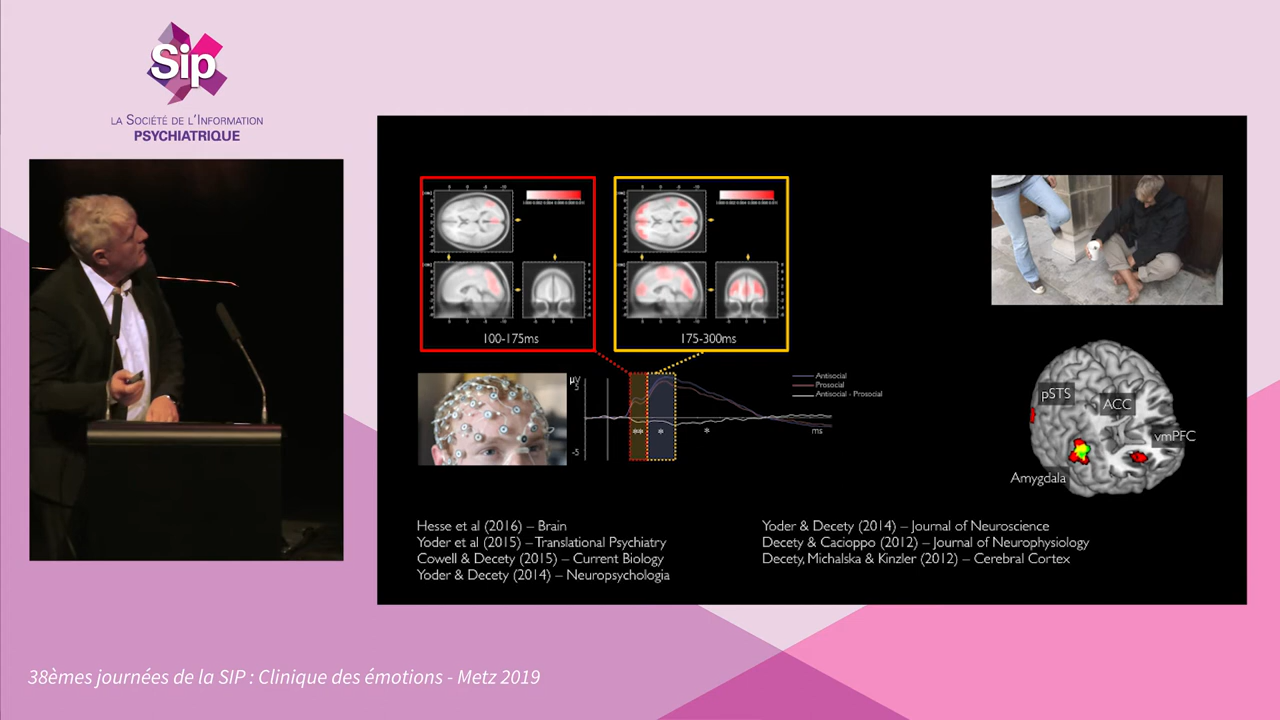 Sip
LA SOCIÉTÉ DE L'INFORMATION
PSYCHIATRIQUE
100-175ms
175-300ms
µV
5
-5
** * *
ms
Antisocial
Prosocial
Antisocial - Prosocial
pSTS
ACC
vmPFC
Amygdala
Hesse et al (2016) – Brain
Yoder et al (2015) – Translational Psychiatry
Cowell & Decety (2015) – Current Biology
Yoder & Decety (2014) – Neuropsychologia
Yoder & Decety (2014) – Journal of Neuroscience
Decety & Cacioppo (2012) – Journal of Neurophysiology
Decety, Michalska & Kinzler (2012) – Cerebral Cortex
38èmes journées de la SIP : Clinique des émotions - Metz 2019